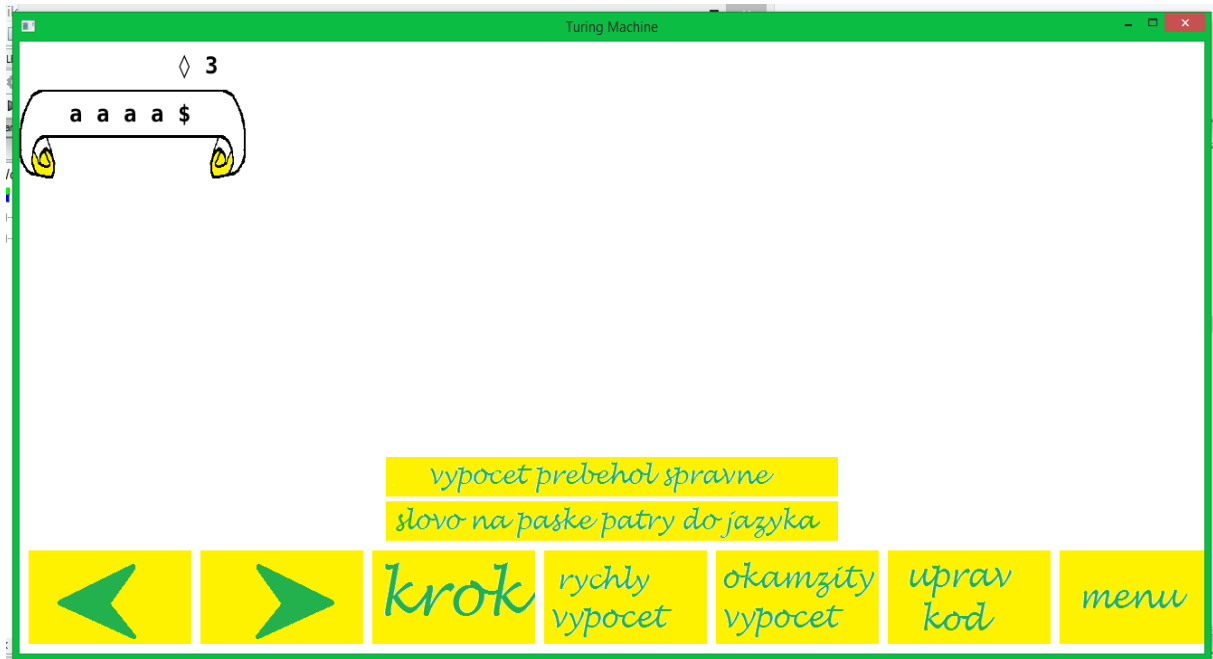 Turing Machine
◊ 3
a a a a $
vypocet prebehol spravne
slovo na paske patry do jazyka
krok
rychly
vypocet
okamzity
vypocet
uprav
kod
menu